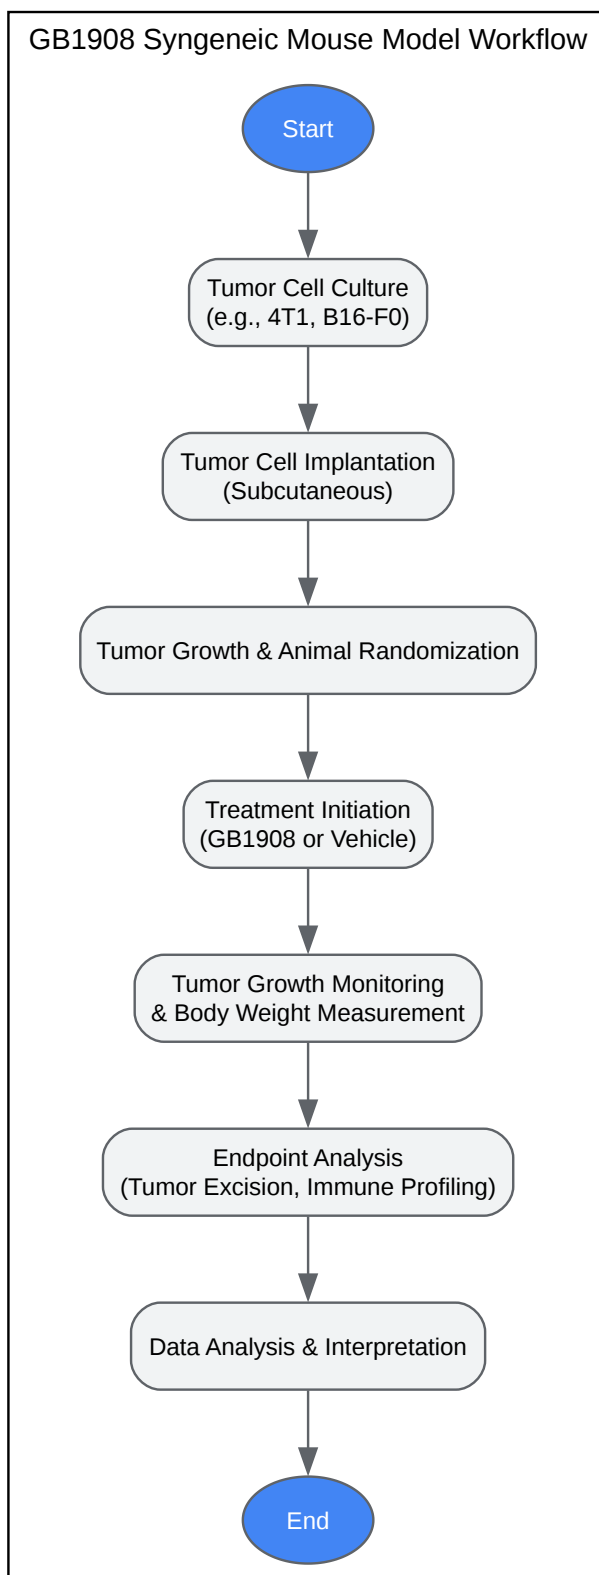 GB1908 Syngeneic Mouse Model Workflow
Start
Tumor Cell Culture
(e.g., 4T1, B16-F0)
Tumor Cell Implantation
(Subcutaneous)
Tumor Growth & Animal Randomization
Treatment Initiation
(GB1908 or Vehicle)
Tumor Growth Monitoring
& Body Weight Measurement
Endpoint Analysis
(Tumor Excision, Immune Profiling)
Data Analysis & Interpretation
End